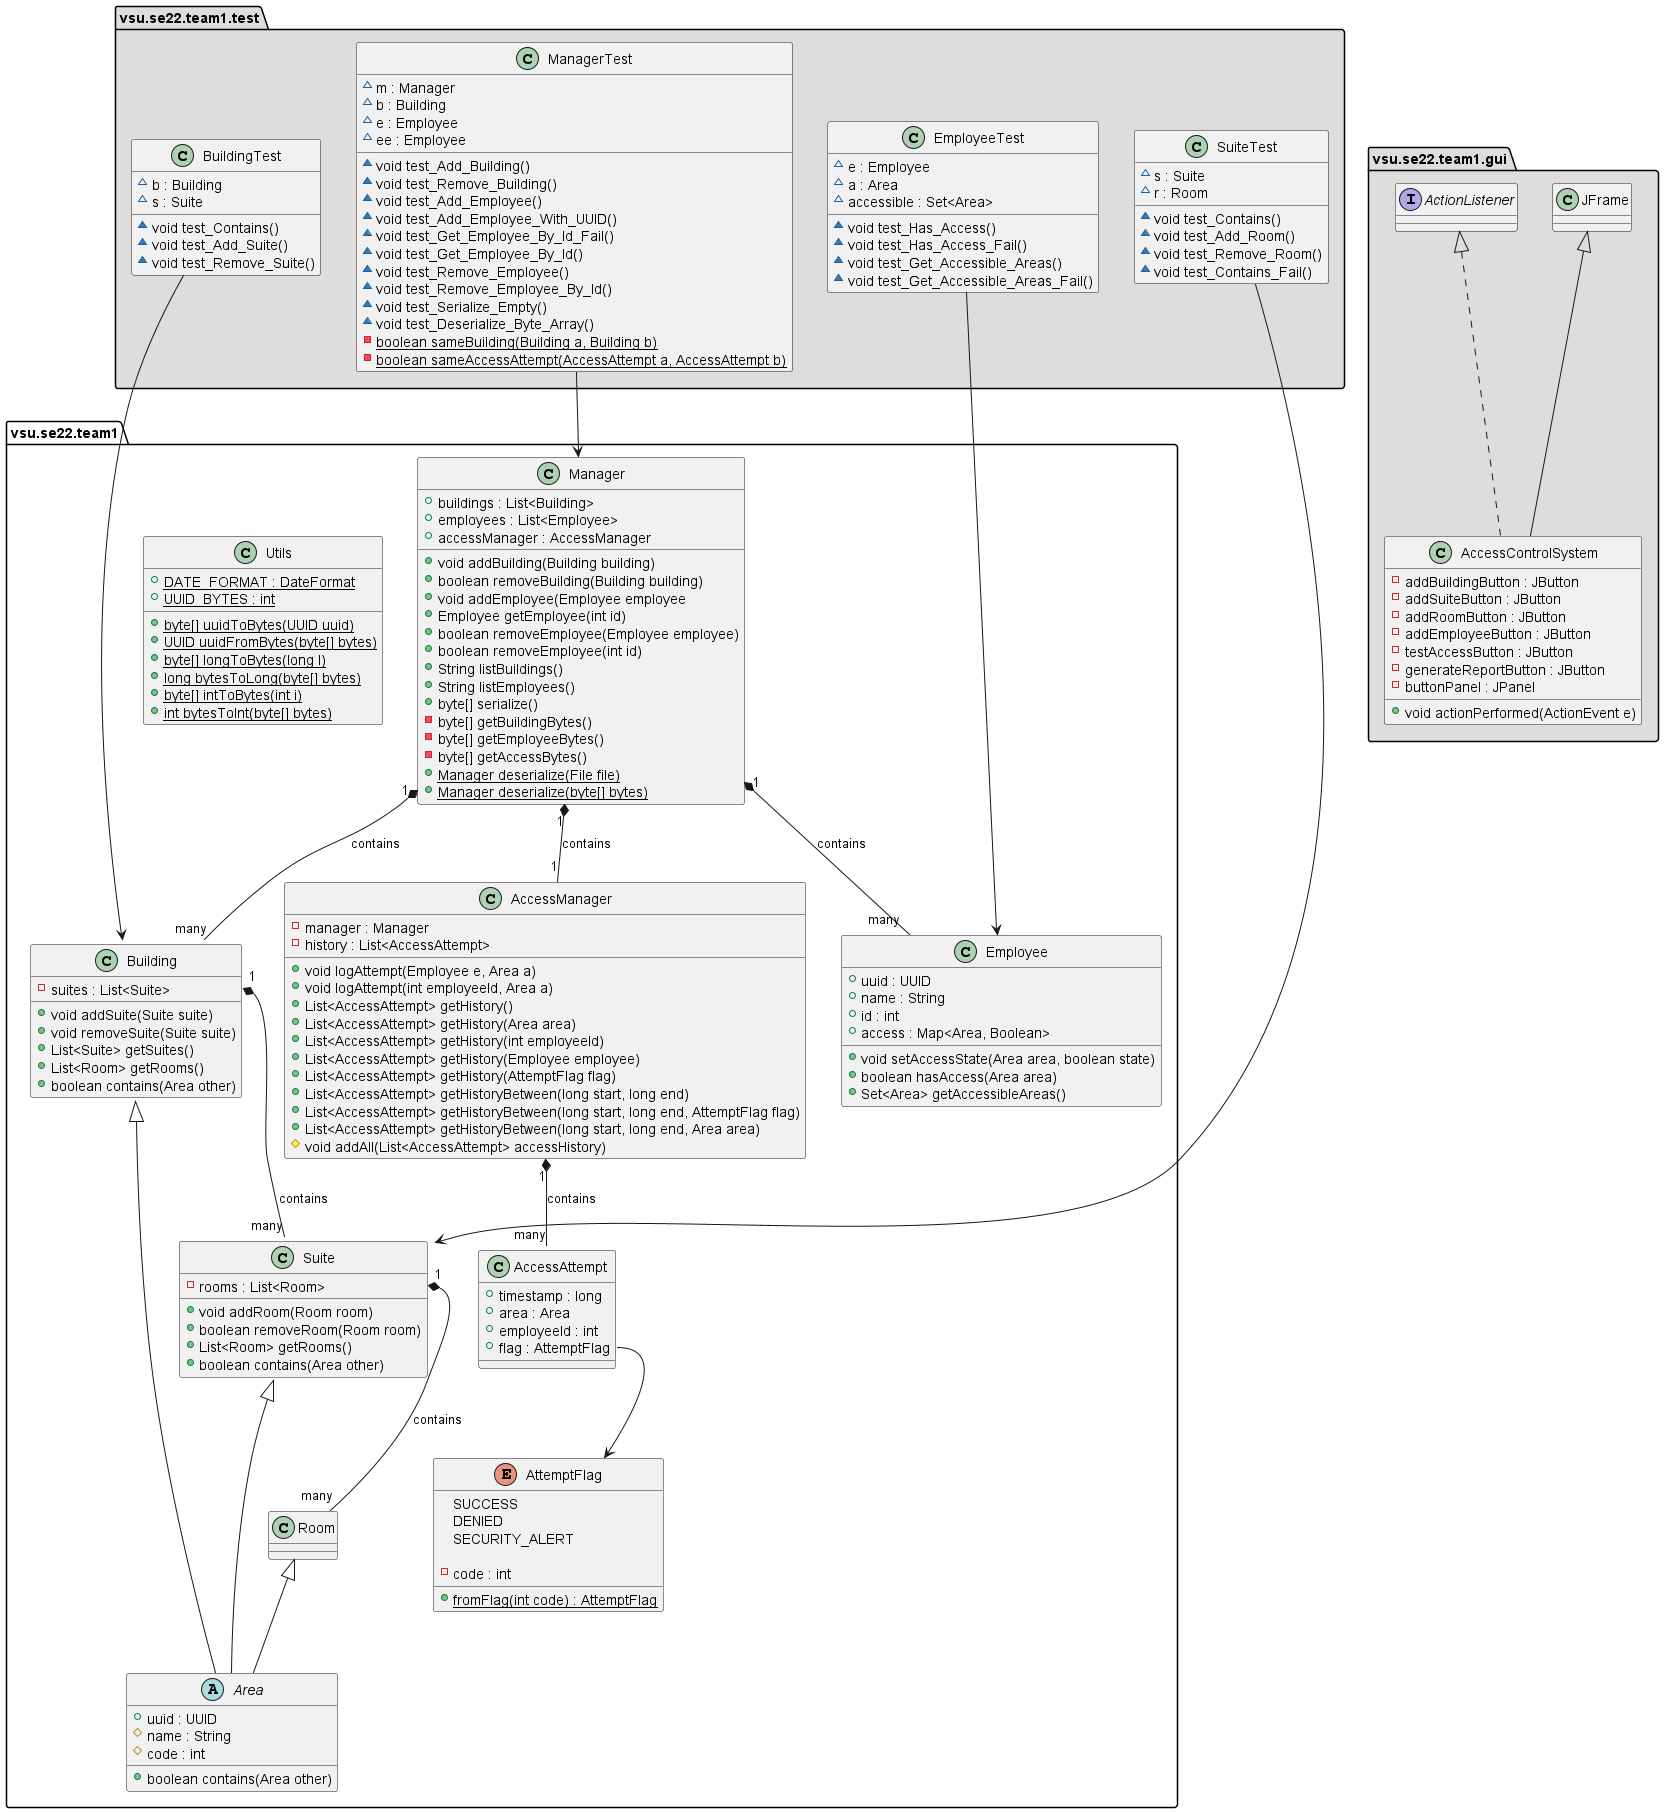 vsu.se22.team1.test
C BuildingTest
b : Building
s : Suite
void test_Contains()
void test_Add_Suite()
void test_Remove_Suite()
C ManagerTest
m : Manager
b : Building
e : Employee
ee : Employee
void test_Add_Building()
void test_Remove_Building()
void test_Add_Employee()
void test_Add_Employee_With_UUID()
void test_Get_Employee_By_Id_Fail()
void test_Get_Employee_By_Id()
void test_Remove_Employee()
void test_Remove_Employee_By_Id()
void test_Serialize_Empty()
void test_Deserialize_Byte_Array()
boolean sameBuilding(Building a, Building b)
boolean sameAccessAttempt(AccessAttempt a, AccessAttempt b)
C EmployeeTest
e : Employee
a : Area
accessible : Set<Area>
void test_Has_Access()
void test_Has_Access_Fail()
void test_Get_Accessible_Areas()
void test_Get_Accessible_Areas_Fail()
C SuiteTest
s : Suite
r : Room
void test_Contains()
void test_Add_Room()
void test_Remove_Room()
void test_Contains_Fail()
vsu.se22.team1.gui
I ActionListener
C JFrame
C AccessControlSystem
addBuildingButton : JButton
addSuiteButton : JButton
addRoomButton : JButton
addEmployeeButton : JButton
testAccessButton : JButton
generateReportButton : JButton
buttonPanel : JPanel
void actionPerformed(ActionEvent e)
vsu.se22.team1
C Utils
DATE_FORMAT : DateFormat
UUID_BYTES : int
byte[] uuidToBytes(UUID uuid)
UUID uuidFromBytes(byte[] bytes)
byte[] longToBytes(long l)
long bytesToLong(byte[] bytes)
byte[] intToBytes(int i)
int bytesToInt(byte[] bytes)
C Manager
buildings : List<Building>
employees : List<Employee>
accessManager : AccessManager
void addBuilding(Building building)
boolean removeBuilding(Building building)
void addEmployee(Employee employee
Employee getEmployee(int id)
boolean removeEmployee(Employee employee)
boolean removeEmployee(int id)
String listBuildings()
String listEmployees()
byte[] serialize()
byte[] getBuildingBytes()
byte[] getEmployeeBytes()
byte[] getAccessBytes()
Manager deserialize(File file)
Manager deserialize(byte[] bytes)
1
1
1
contains
contains
contains
many
1
many
C Building
suites : List<Suite>
void addSuite(Suite suite)
void removeSuite(Suite suite)
List<Suite> getSuites()
List<Room> getRooms()
boolean contains(Area other)
C AccessManager
manager : Manager
history : List<AccessAttempt>
void logAttempt(Employee e, Area a)
void logAttempt(int employeeId, Area a)
List<AccessAttempt> getHistory()
List<AccessAttempt> getHistory(Area area)
List<AccessAttempt> getHistory(int employeeId)
List<AccessAttempt> getHistory(Employee employee)
List<AccessAttempt> getHistory(AttemptFlag flag)
List<AccessAttempt> getHistoryBetween(long start, long end)
List<AccessAttempt> getHistoryBetween(long start, long end, AttemptFlag flag)
List<AccessAttempt> getHistoryBetween(long start, long end, Area area)
void addAll(List<AccessAttempt> accessHistory)
C Employee
uuid : UUID
name : String
id : int
access : Map<Area, Boolean>
void setAccessState(Area area, boolean state)
boolean hasAccess(Area area)
Set<Area> getAccessibleAreas()
1
1
contains
contains
many
many
C Suite
rooms : List<Room>
void addRoom(Room room)
boolean removeRoom(Room room)
List<Room> getRooms()
boolean contains(Area other)
C AccessAttempt
timestamp : long
area : Area
employeeId : int
flag : AttemptFlag
1
contains
many
C Room
E AttemptFlag
SUCCESS
DENIED
SECURITY_ALERT
code : int
fromFlag(int code) : AttemptFlag
A Area
uuid : UUID
name : String
code : int
boolean contains(Area other)